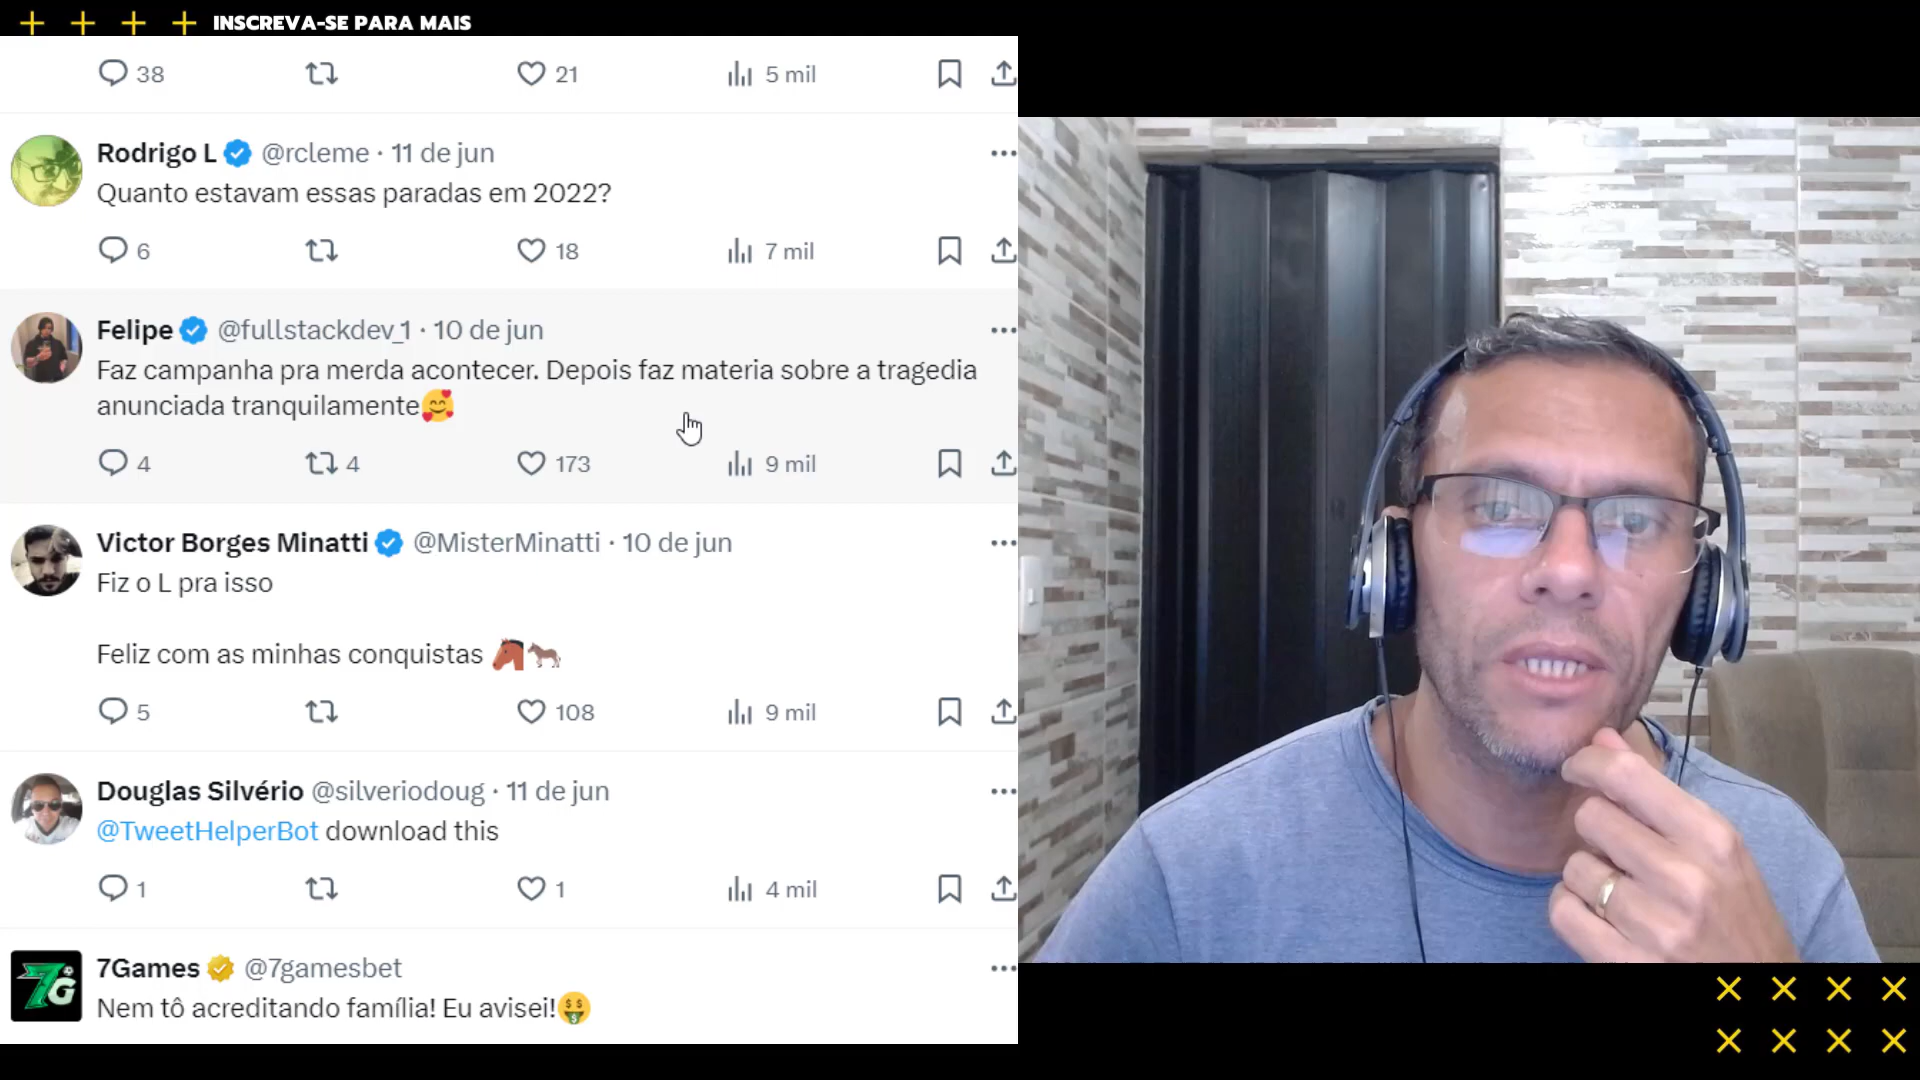 INSCREVA-SE PARA MAIS
38 21 5 mil
Rodrigo L @rcleme · 11 de jun
Quanto estavam essas paradas em 2022?
6 18 7 mil
Felipe @fullstackdev_1 · 10 de jun
Faz campanha pra merda acontecer. Depois faz materia sobre a tragedia
anunciada tranquilamente🥰
4 4 173 9 mil
Victor Borges Minatti @MisterMinatti · 10 de jun
Fiz o L pra isso
Feliz com as minhas conquistas 🐴🐎
5 108 9 mil
Douglas Silvério @silveriodoug · 11 de jun
@TweetHelperBot download this
1 1 4 mil
7G
7Games @7gamesbet
Nem tô acreditando família! Eu avisei!🤑